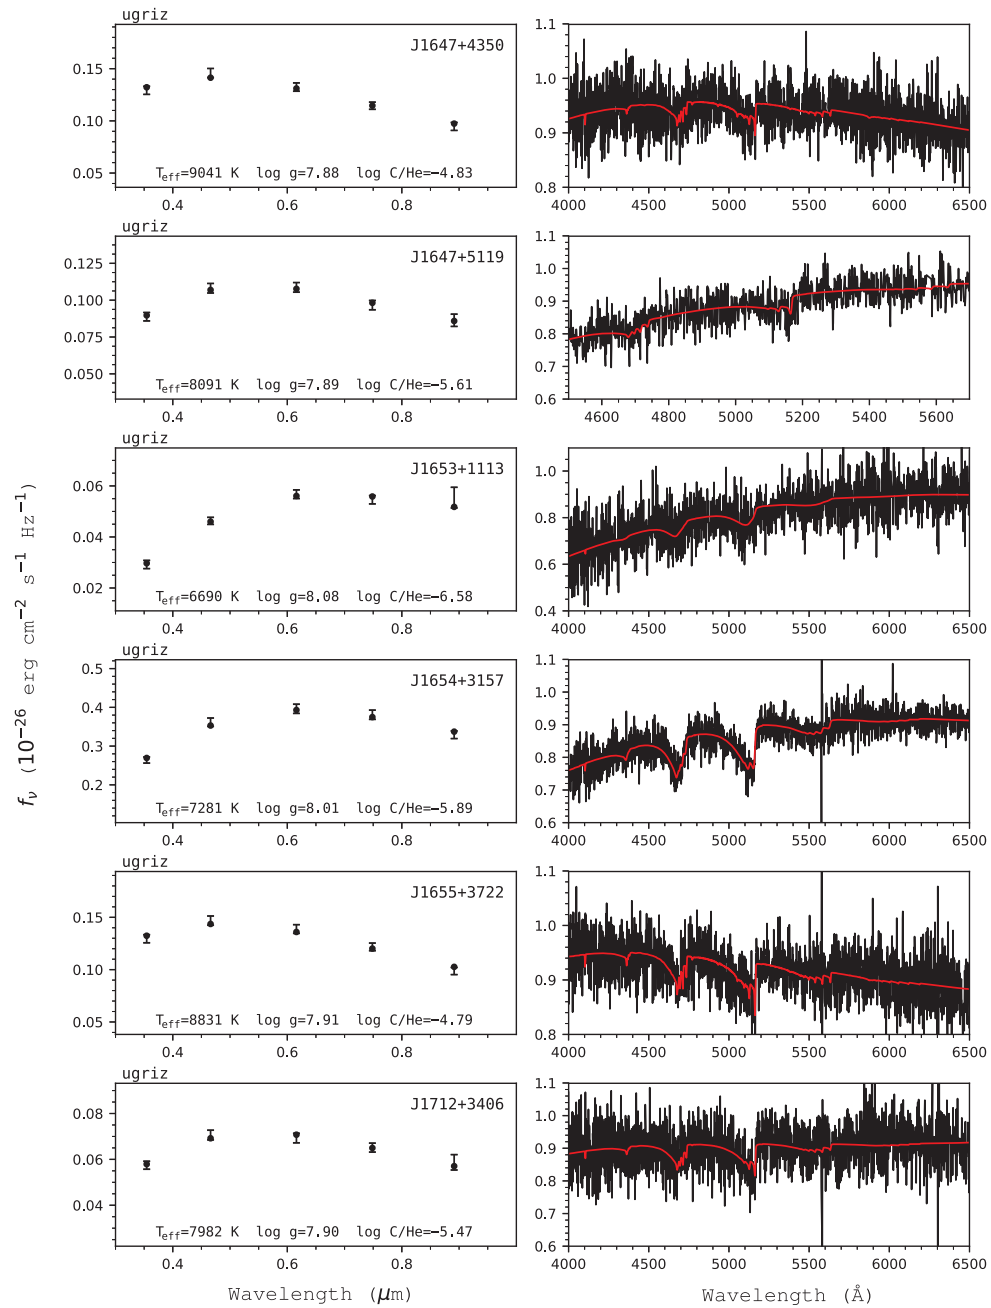 ugriz
J1647+4350
0.15
0.10
0.05
T_eff=9041 K log g=7.88 log C/He=−4.83
0.4 0.6 0.8
1.1
1.0
0.9
0.8
4000 4500 5000 5500 6000 6500
ugriz
J1647+5119
0.125
0.100
0.075
0.050
T_eff=8091 K log g=7.89 log C/He=−5.61
0.4 0.6 0.8
1.1
1.0
0.9
0.8
0.7
0.6
4600 4800 5000 5200 5400 5600
ugriz
J1653+1113
0.06
0.04
0.02
T_eff=6690 K log g=8.08 log C/He=−6.58
0.4 0.6 0.8
1.0
0.8
0.6
0.4
4000 4500 5000 5500 6000 6500
f_ν (10⁻²⁶ erg cm⁻² s⁻¹ Hz⁻¹)
ugriz
J1654+3157
0.5
0.4
0.3
0.2
T_eff=7281 K log g=8.01 log C/He=−5.89
0.4 0.6 0.8
1.1
1.0
0.9
0.8
0.7
0.6
4000 4500 5000 5500 6000 6500
ugriz
J1655+3722
0.15
0.10
0.05
T_eff=8831 K log g=7.91 log C/He=−4.79
0.4 0.6 0.8
1.1
1.0
0.9
0.8
4000 4500 5000 5500 6000 6500
ugriz
J1712+3406
0.08
0.06
0.04
T_eff=7982 K log g=7.90 log C/He=−5.47
0.4 0.6 0.8
1.1
1.0
0.9
0.8
0.7
0.6
4000 4500 5000 5500 6000 6500
Wavelength (μm)
Wavelength (Å)